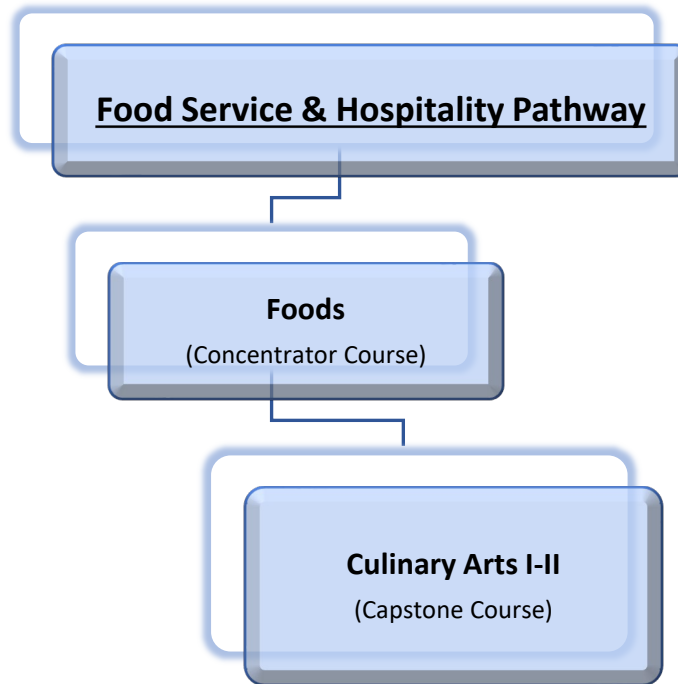 Food Service & Hospitality Pathway
Foods
(Concentrator Course)
Culinary Arts I-II
(Capstone Course)